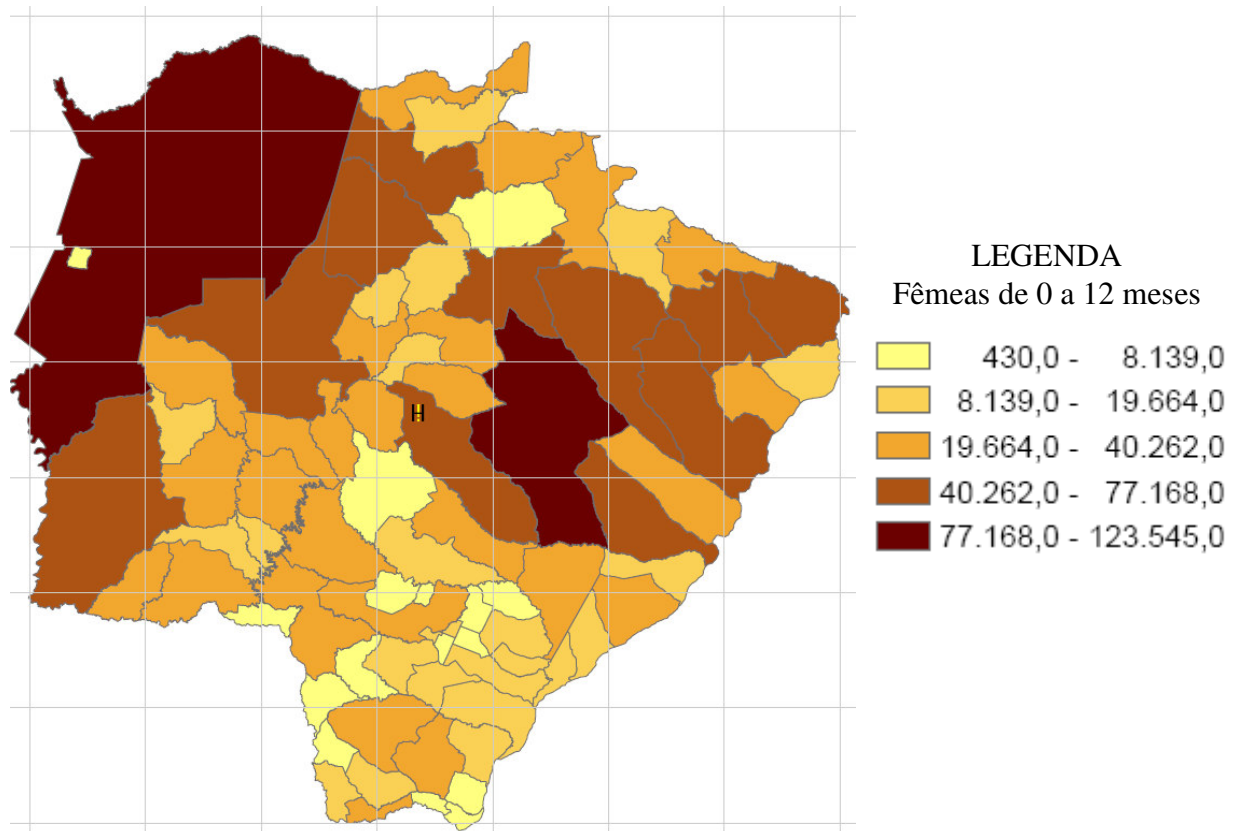 LEGENDA
Fêmeas de 0 a 12 meses
430,0 - 8.139,0
8.139,0 - 19.664,0
19.664,0 - 40.262,0
40.262,0 - 77.168,0
77.168,0 - 123.545,0
H